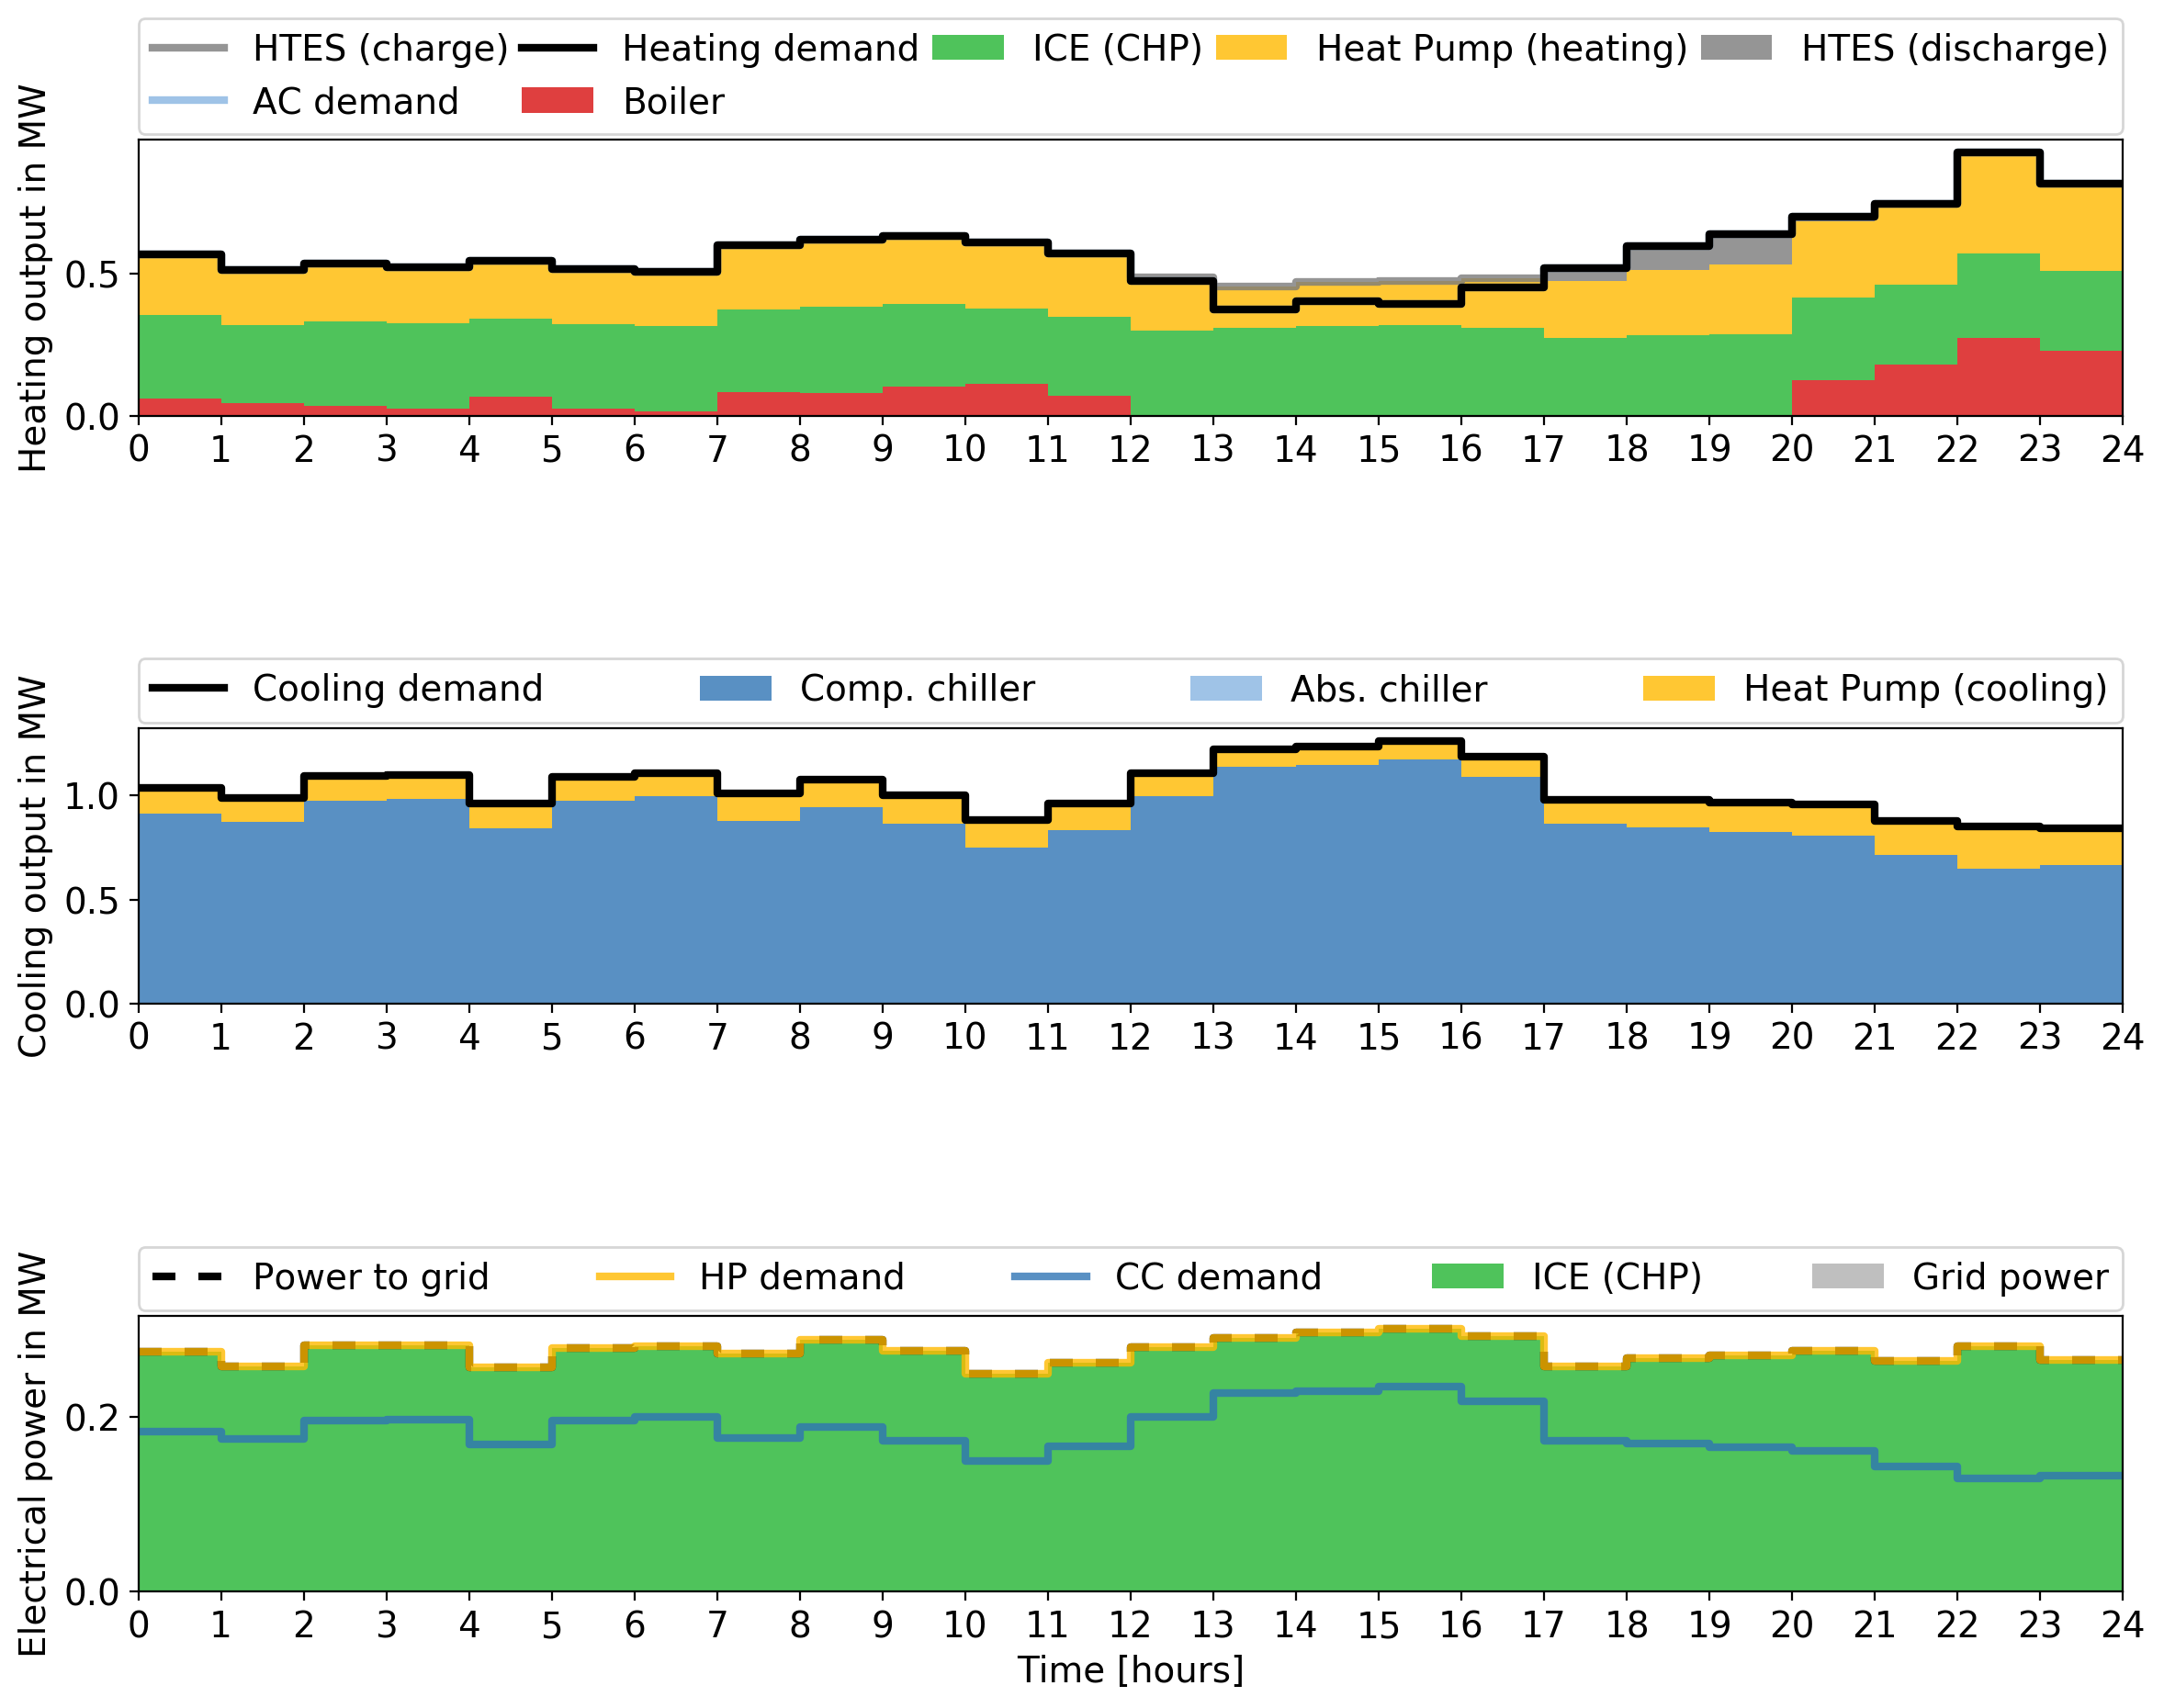 HTES (charge) Heating demand ICE (CHP) Heat Pump (heating) HTES (discharge)
AC demand Boiler
Heating output in MW
0.5
0.0
0 1 2 3 4 5 6 7 8 9 10 11 12 13 14 15 16 17 18 19 20 21 22 23 24
Cooling demand Comp. chiller Abs. chiller Heat Pump (cooling)
Cooling output in MW
1.0
0.5
0.0
0 1 2 3 4 5 6 7 8 9 10 11 12 13 14 15 16 17 18 19 20 21 22 23 24
Power to grid HP demand CC demand ICE (CHP) Grid power
Electrical power in MW
0.2
0.0
0 1 2 3 4 5 6 7 8 9 10 11 12 13 14 15 16 17 18 19 20 21 22 23 24
Time [hours]